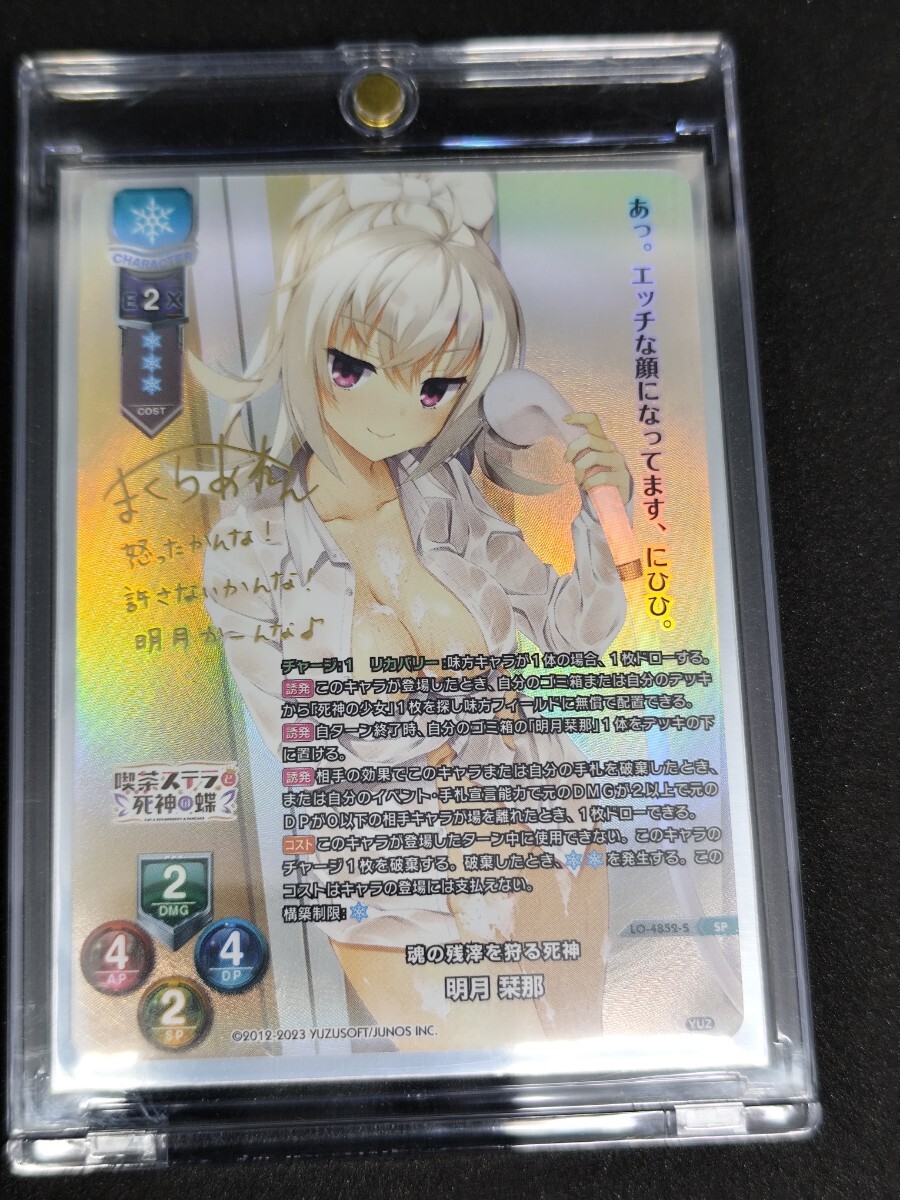 CHARACTER
E 2 X
COST
あっ。エッチな顔になってます、にひひ。
まくらあれん
怒ったかんな!
許さないかんな!
明月かーんな♪
チャージ:1 リカバリー:味方キャラが1体の場合、1枚ドローする。
誘発 このキャラが登場したとき、自分のゴミ箱または自分のデッキ
から「死神の少女」1枚を探し味方フィールドに無償で配置できる。
誘発 自ターン終了時、自分のゴミ箱の「明月栞那」1体をデッキの下
に置ける。
誘発 相手の効果でこのキャラまたは自分の手札を破棄したとき、
または自分のイベント・手札宣言能力で元のDMGが2以上で元の
DPが0以下の相手キャラが場を離れたとき、1枚ドローできる。
コスト このキャラが登場したターン中に使用できない。このキャラの
チャージ1枚を破棄する。破棄したとき、を発生する。この
コストはキャラの登場には支払えない。
構築制限:
喫茶ステラと
死神の蝶
2
DMG
4
AP
4
DP
2
SP
LO-4852-S SP
魂の残滓を狩る死神
明月 栞那
©2012-2023 YUZUSOFT/JUNOS INC.
YUZ